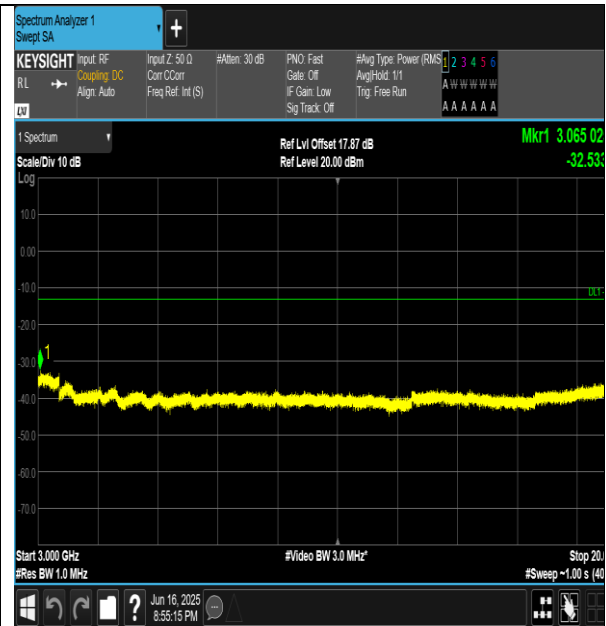 Spectrum Analyzer 1
Swept SA
+
KEYSIGHT Input: RF Input Z: 50 Ω #Atten: 30 dB PNO: Fast #Avg Type: Power (RMS 1 2 3 4 5 6
RL Coupling: DC Corr CCorr Gate: Off Avg|Hold: 1/1 A W W W W W
Align: Auto Freq Ref: Int (S) IF Gain: Low Trig: Free Run
LXI Sig Track: Off A A A A A A
1 Spectrum Ref Lvl Offset 17.87 dB Mkr1 3.065 02
Scale/Div 10 dB Ref Level 20.00 dBm -32.533
Log
10.0
0.00
-10.0
DL1 -
-20.0
-30.0
1
-40.0
-50.0
-60.0
-70.0
Start 3.000 GHz #Video BW 3.0 MHz* Stop 20.
#Res BW 1.0 MHz #Sweep ~1.00 s (40
? Jun 16, 2025
8:55:15 PM